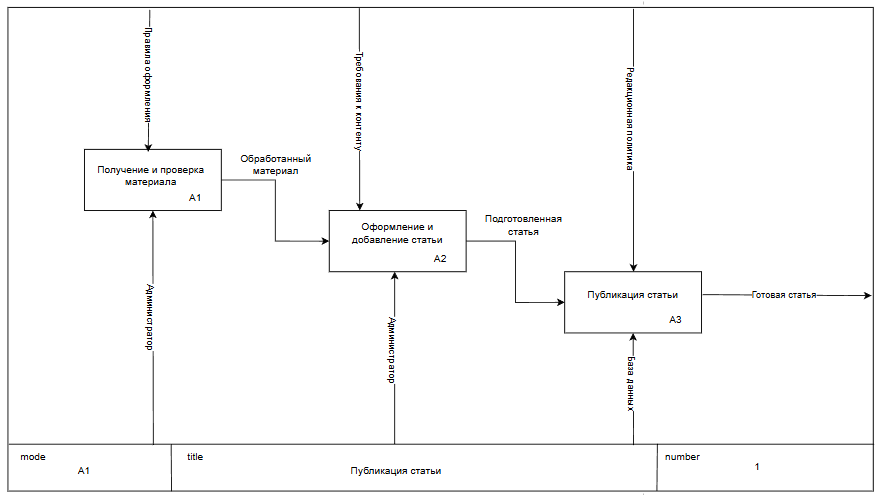 Правила оформления
Требования к контенту
Редакционная политика
Получение и проверка
материала
A1
Обработанный
материал
Оформление и
добавление статьи
A2
Подготовленная
статья
Публикация статьи
A3
Готовая статья
Администратор
Администратор
База данных
mode
A1
title
Публикация статьи
number
1